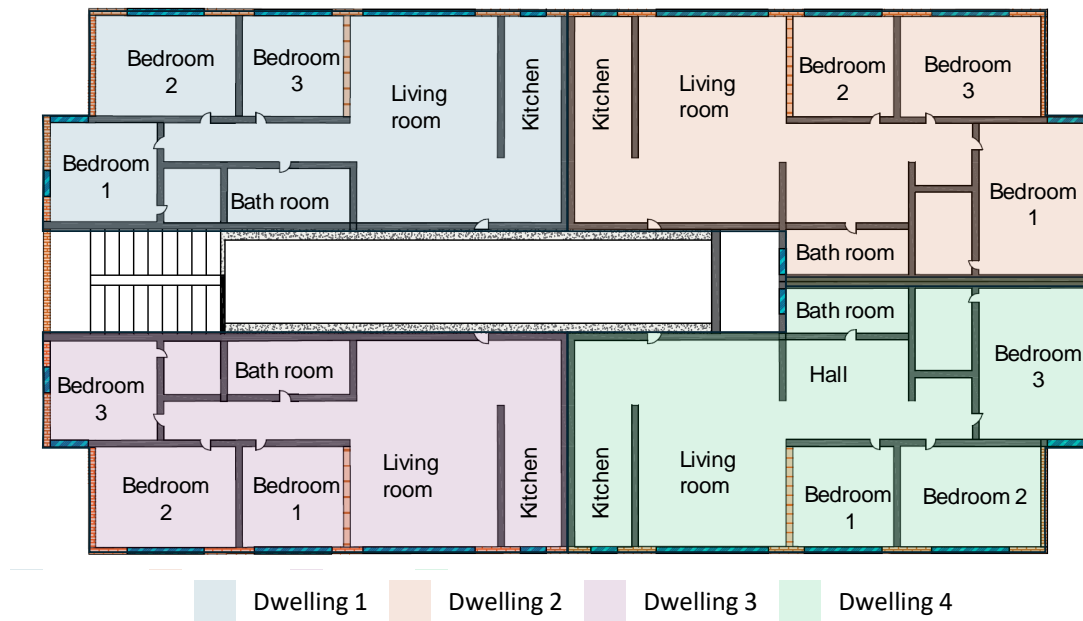 Bedroom
2
Bedroom
3
Living
room
Kitchen
Bedroom
1
Bath room
Kitchen
Living
room
Bedroom
2
Bedroom
3
Bedroom
1
Bath room
Bedroom
3
Bath room
Bedroom
2
Bedroom
1
Living
room
Kitchen
Bath room
Hall
Bedroom
3
Kitchen
Living
room
Bedroom
1
Bedroom 2
Dwelling 1
Dwelling 2
Dwelling 3
Dwelling 4